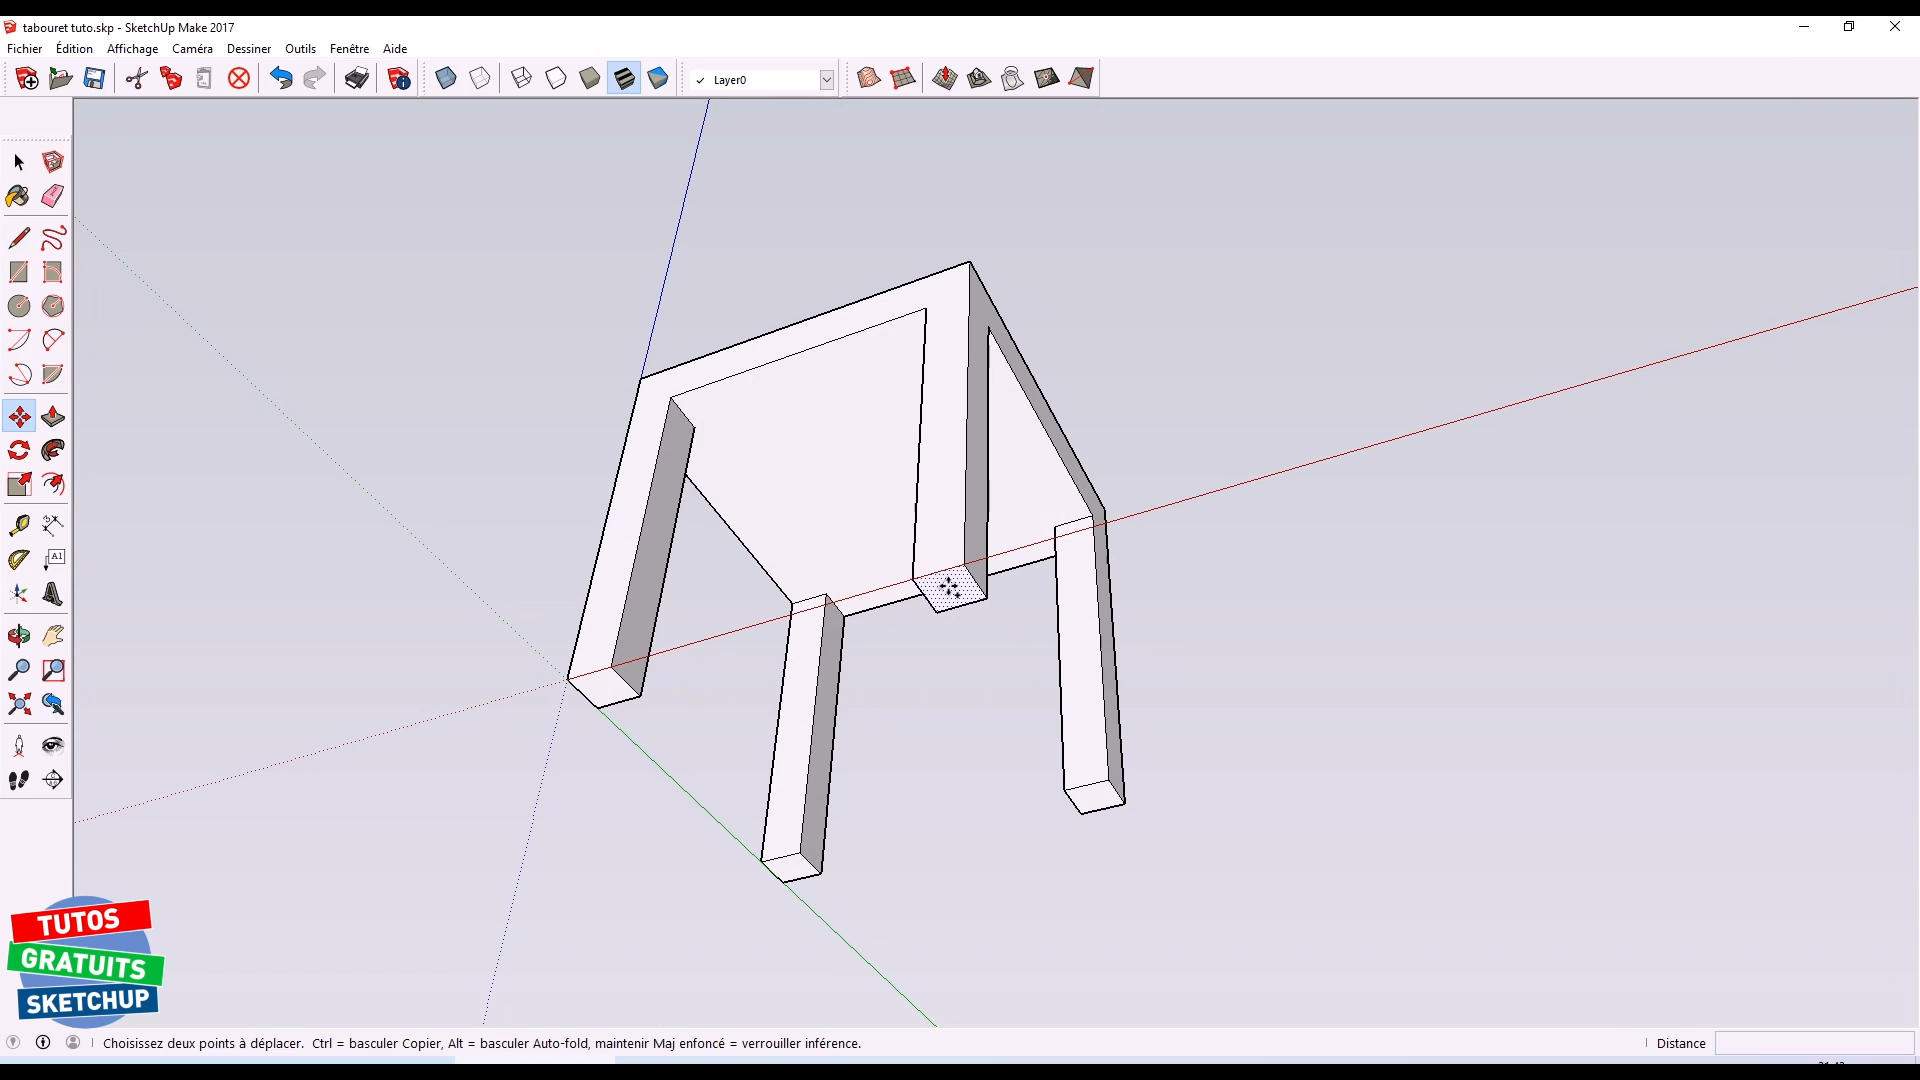 tabouret tuto.skp - SketchUp Make 2017
Fichier Édition Affichage Caméra Dessiner Outils Fenêtre Aide
Layer0
A1
TUTOS
GRATUITS
SKETCHUP
Choisissez deux points à déplacer. Ctrl = basculer Copier, Alt = basculer Auto-fold, maintenir Maj enfoncé = verrouiller inférence.
Distance